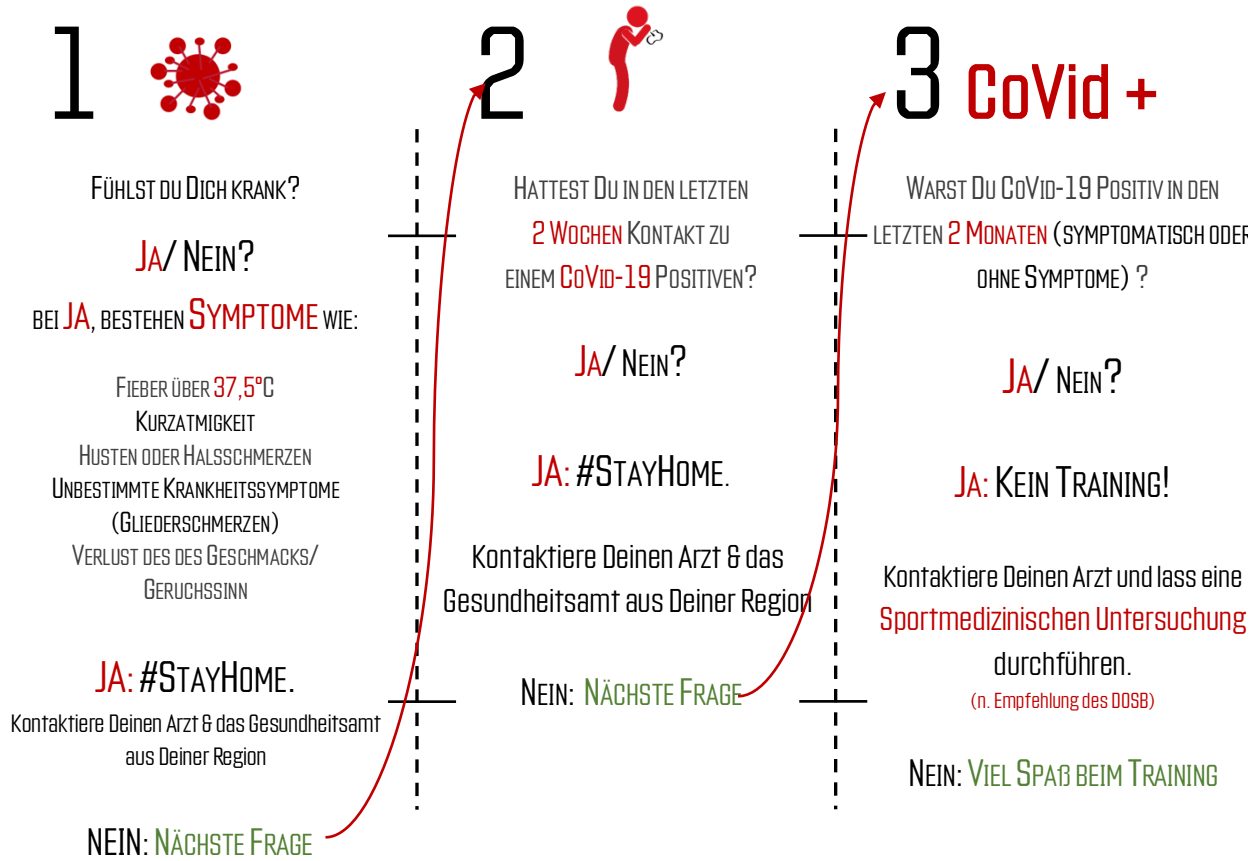 1
Fühlst du Dich krank?
Ja/ Nein?
bei JA, bestehen Symptome wie:
Fieber über 37,5°C
Kurzatmigkeit
Husten oder Halsschmerzen
Unbestimmte Krankheitssymptome
(Gliederschmerzen)
Verlust des des Geschmacks/
Geruchssinn
JA: #StayHome.
Kontaktiere Deinen Arzt & das Gesundheitsamt
aus Deiner Region
NEIN: Nächste Frage
2
Hattest Du in den letzten
2 Wochen Kontakt zu
einem CoVid-19 Positiven?
Ja/ Nein?
JA: #StayHome.
Kontaktiere Deinen Arzt & das
Gesundheitsamt aus Deiner Region
Nein: Nächste Frage
3 CoVid +
Warst Du CoVid-19 Positiv in den
letzten 2 Monaten (symptomatisch oder
ohne Symptome) ?
Ja/ Nein?
Ja: Kein Training!
Kontaktiere Deinen Arzt und lass eine
Sportmedizinischen Untersuchung
durchführen.
(n. Empfehlung des DOSB)
Nein: Viel Spaß beim Training